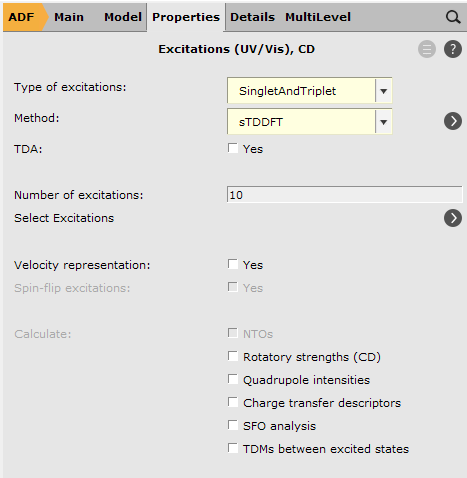 ADF Main Model Properties Details MultiLevel
Excitations (UV/Vis), CD
Type of excitations: SingletAndTriplet
Method: sTDDFT
TDA: Yes
Number of excitations: 10
Select Excitations
Velocity representation: Yes
Spin-flip excitations: Yes
Calculate: NTOs
Rotatory strengths (CD)
Quadrupole intensities
Charge transfer descriptors
SFO analysis
TDMs between excited states